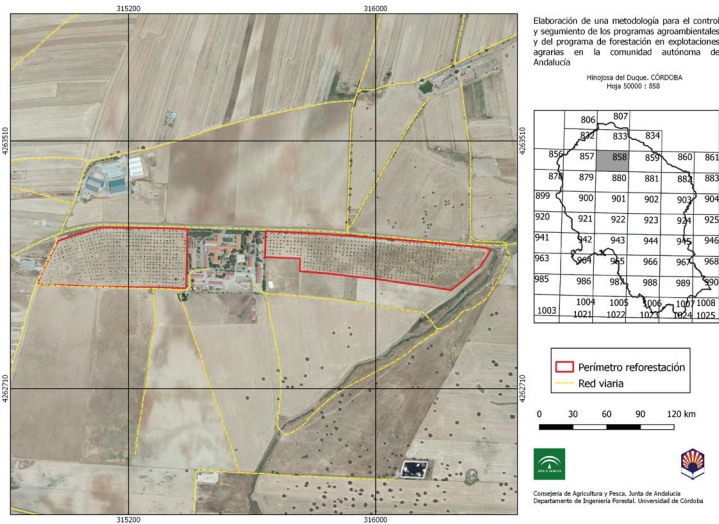 315200 316000
4263510
4262710
315200 316000
Elaboración de una metodología para el control
y segumiento de los programas agroambientales
y del programa de forestación en explotaciones
agrarias en la comunidad autónoma de
Andalucía
Hinojosa del Duque. CÓRDOBA
Hoja 50000 : 858
806 807
832 833 834
856 857 858 859 860 861
878 879 880 881 882 883
899 900 901 902 903 904
920 921 922 923 924 925
941 942 943 944 945 946
963 964 965 966 967 968
985 986 987 988 989 990
1003 1004 1005 1006 1007 1008
1021 1022 1023 1024 1025
Perímetro reforestación
Red viaria
0 30 60 90 120 km
Consejería de Agricultura y Pesca. Junta de Andalucía
Departamento de Ingeniería Forestal. Universidad de Córdoba